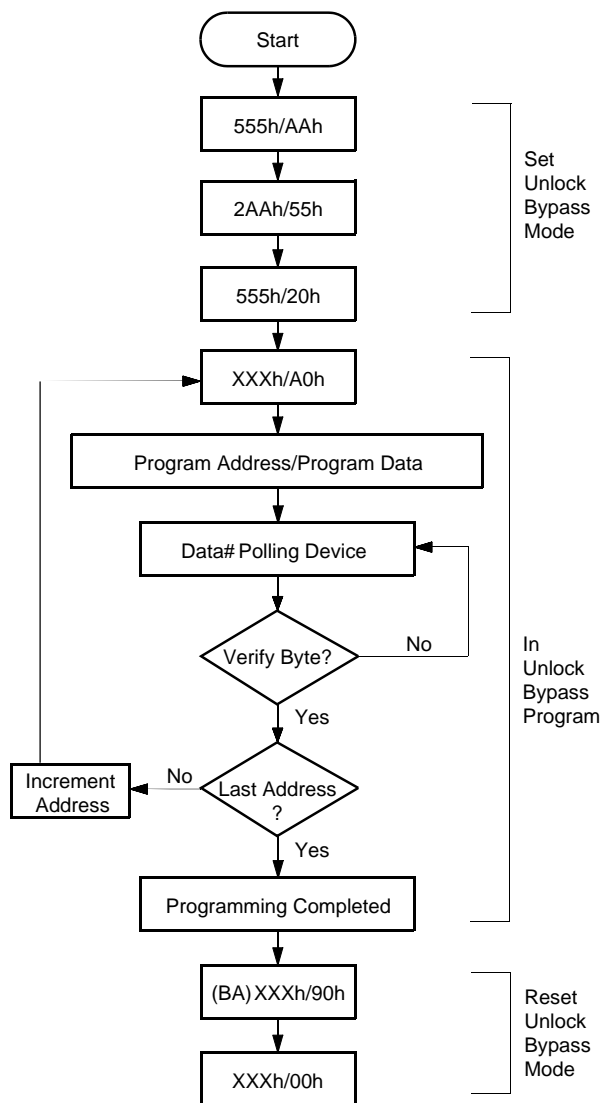 Start
555h/AAh
2AAh/55h
555h/20h
Set
Unlock
Bypass
Mode
XXXh/A0h
Program Address/Program Data
Data# Polling Device
Verify Byte?
No
Yes
Increment
Address
No
Last Address
?
Yes
Programming Completed
In
Unlock
Bypass
Program
(BA) XXXh/90h
XXXh/00h
Reset
Unlock
Bypass
Mode